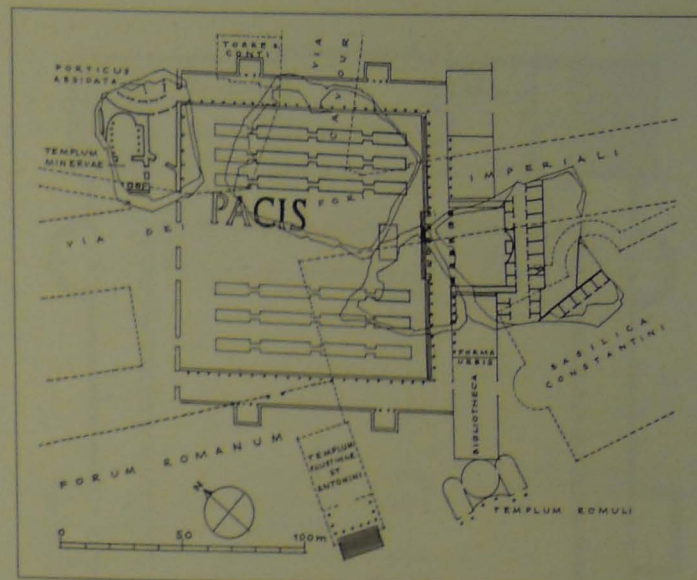 TORRE D.
CONTI
VIA
CAVOUR
PORTICUS
ABSIDATA
TEMPLUM
MINERVAE
IMPERIALI
FORI
PACIS
VIA DEI
FORMA
URBIS
BIBLIOTHECA
BASILICA
CONSTANTINI
FORUM ROMANUM
TEMPLUM
FAUSTINAE
ET
ANTONINI
TEMPLUM ROMULI
N
0 50 100m